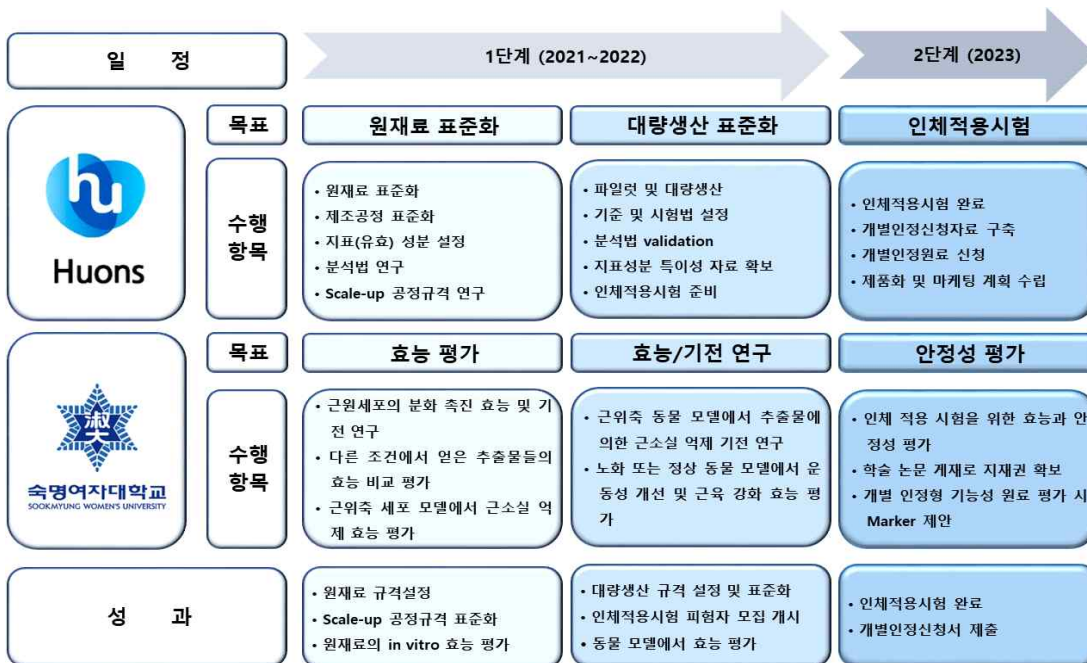 일 정
1단계 (2021~2022)
2단계 (2023)
hu
Huons
목표
원재료 표준화
대량생산 표준화
인체적용시험
수행
항목
• 원재료 표준화
• 제조공정 표준화
• 지표(유효) 성분 설정
• 분석법 연구
• Scale-up 공정규격 연구
• 파일럿 및 대량생산
• 기준 및 시험법 설정
• 분석법 validation
• 지표성분 특이성 자료 확보
• 인체적용시험 준비
• 인체적용시험 완료
• 개별인정신청자료 구축
• 개별인정원료 신청
• 제품화 및 마케팅 계획 수립
淑大
숙명여자대학교
SOOKMYUNG WOMEN'S UNIVERSITY
목표
효능 평가
효능/기전 연구
안정성 평가
수행
항목
• 근원세포의 분화 촉진 효능 및 기
전 연구
• 다른 조건에서 얻은 추출물들의
효능 비교 평가
• 근위축 세포 모델에서 근소실 억
제 효능 평가
• 근위축 동물 모델에서 추출물에
의한 근소실 억제 기전 연구
• 노화 또는 정상 동물 모델에서 운
동성 개선 및 근육 강화 효능 평
가
• 인체 적용 시험을 위한 효능과 안
정성 평가
• 학술 논문 게재로 지재권 확보
• 개별 인정형 기능성 원료 평가 시
Marker 제안
성 과
• 원재료 규격설정
• Scale-up 공정규격 표준화
• 원재료의 in vitro 효능 평가
• 대량생산 규격 설정 및 표준화
• 인체적용시험 피험자 모집 개시
• 동물 모델에서 효능 평가
• 인체적용시험 완료
• 개별인정신청서 제출